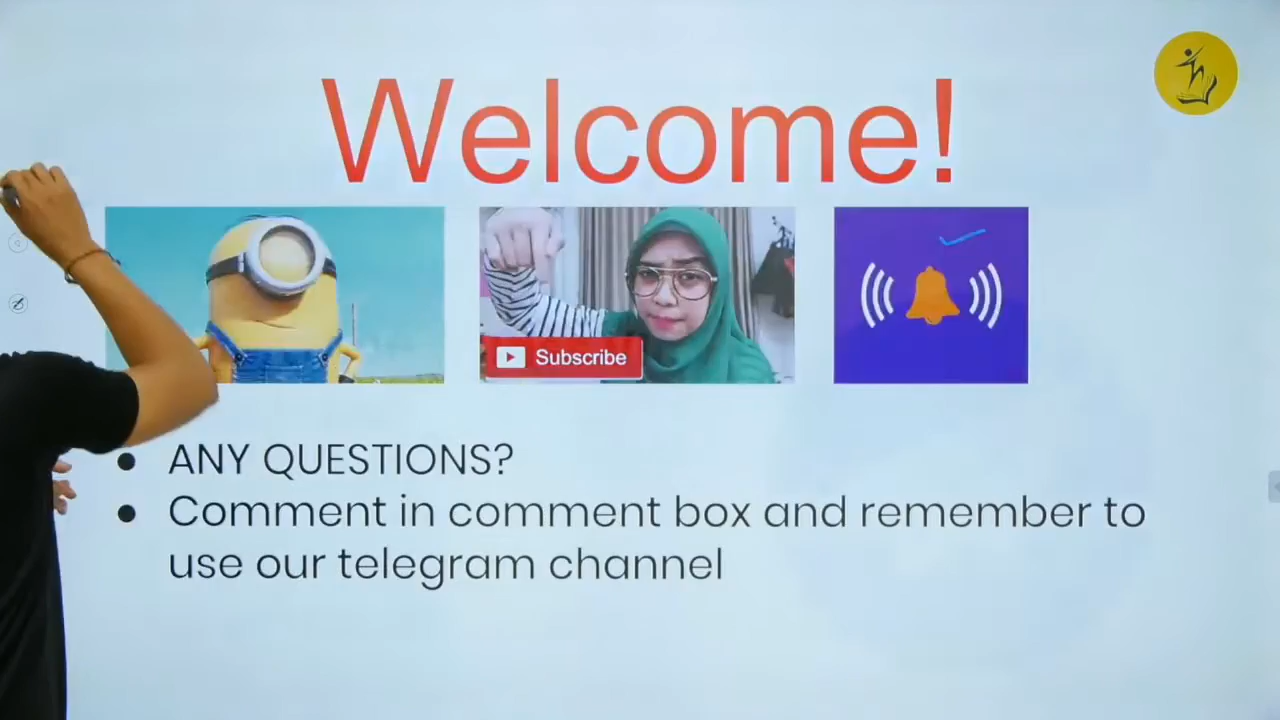 Welcome!
Subscribe
ANY QUESTIONS?
Comment in comment box and remember to
use our telegram channel